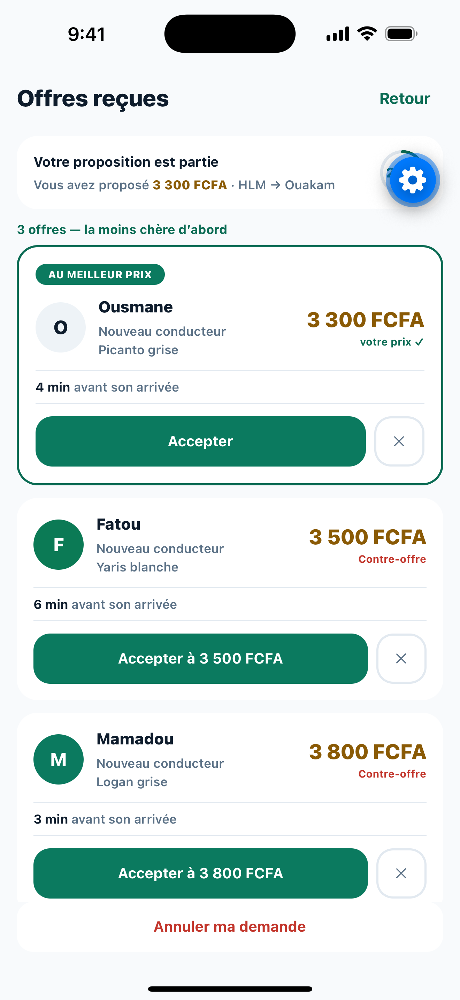 9:41
Offres reçues
Retour
Votre proposition est partie
Vous avez proposé 3 300 FCFA · HLM → Ouakam
3 offres — la moins chère d’abord
AU MEILLEUR PRIX
O
Ousmane
Nouveau conducteur
Picanto grise
3 300 FCFA
votre prix ✓
4 min avant son arrivée
Accepter
F
Fatou
Nouveau conducteur
Yaris blanche
3 500 FCFA
Contre-offre
6 min avant son arrivée
Accepter à 3 500 FCFA
M
Mamadou
Nouveau conducteur
Logan grise
3 800 FCFA
Contre-offre
3 min avant son arrivée
Accepter à 3 800 FCFA
Annuler ma demande